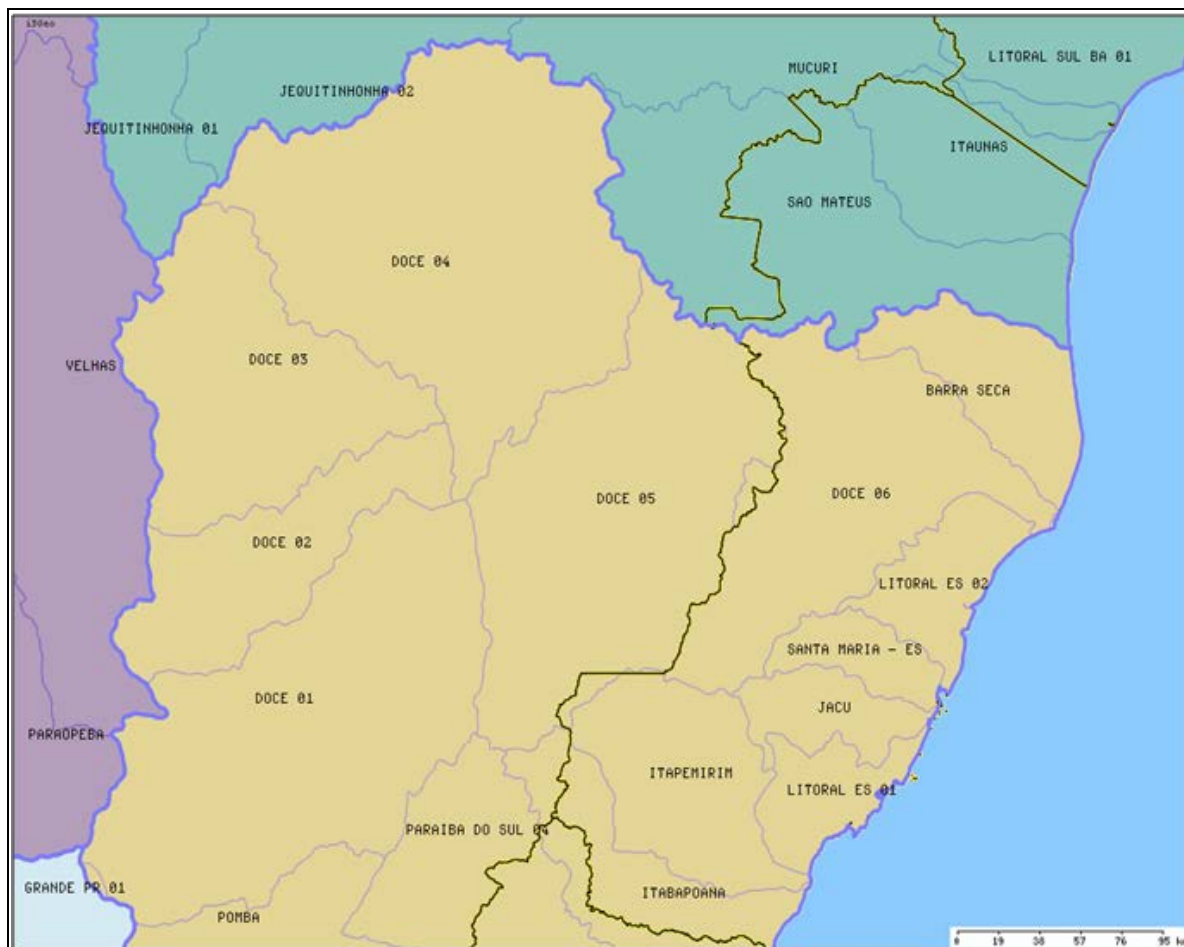 LITORAL SUL BA 01
MUCURI
JEQUITINHONHA 02
JEQUITINHONHA 01
ITAUNAS
SAO MATEUS
DOCE 04
DOCE 03
VELHAS
BARRA SECA
DOCE 05
DOCE 06
DOCE 02
LITORAL ES 02
SANTA MARIA - ES
DOCE 01
JACU
PARAOPEBA
ITAPEMIRIM
LITORAL ES 01
PARAIBA DO SUL 04
GRANDE PR 01
ITABAPOANA
POMBA
0 19 38 57 76 95